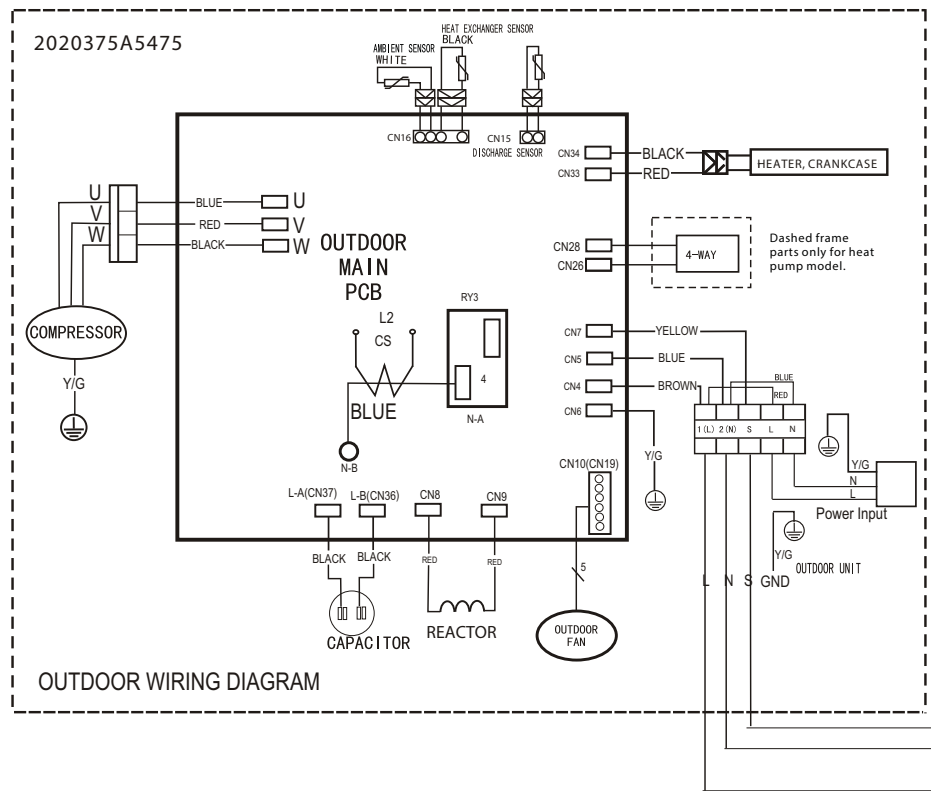 2020375A5475
HEAT EXCHANGER SENSOR
BLACK
AMBIENT SENSOR
WHITE
CN16
CN15
DISCHARGE SENSOR
CN34
BLACK
CN33
RED
HEATER, CRANKCASE
U
V
W
BLUE
RED
BLACK
U
V
W
OUTDOOR
MAIN
PCB
CN28
CN26
4-WAY
Dashed frame
parts only for heat
pump model.
COMPRESSOR
Y/G
L2
CS
BLUE
N-B
RY3
4
N-A
CN7
YELLOW
CN5
BLUE
CN4
BROWN
CN6
Y/G
BLUE
RED
1(L)
2(N)
S
L
N
Y/G
N
L
Power Input
CN10(CN19)
L-A(CN37)
L-B(CN36)
CN8
CN9
BLACK
BLACK
RED
RED
5
Y/G
OUTDOOR UNIT
L
N
S
GND
CAPACITOR
REACTOR
OUTDOOR
FAN
OUTDOOR WIRING DIAGRAM